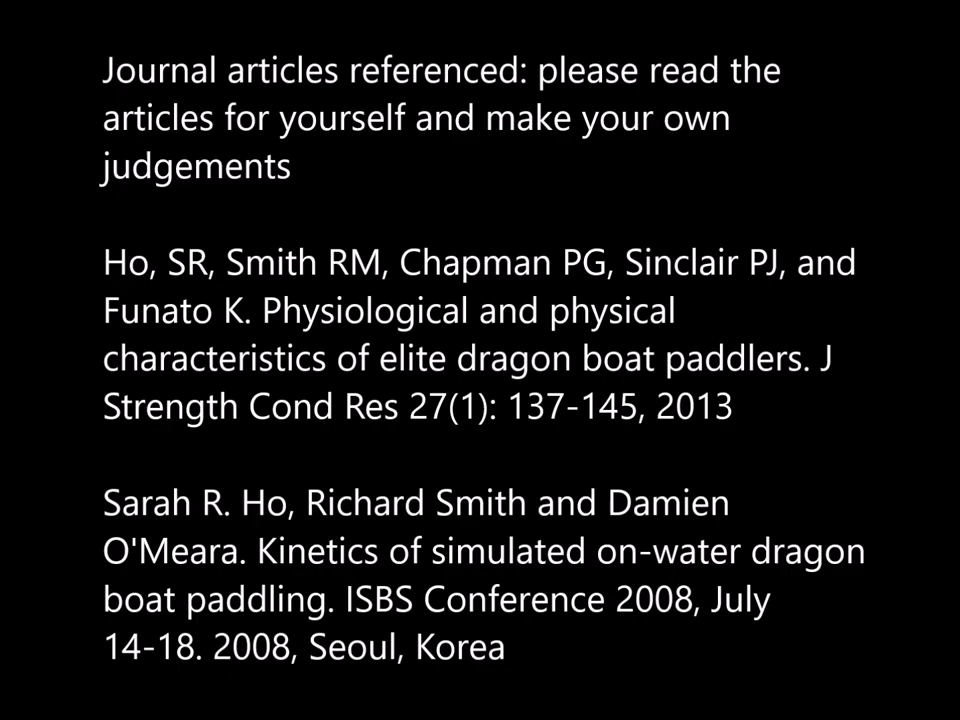 Journal articles referenced: please read the
articles for yourself and make your own
judgements
Ho, SR, Smith RM, Chapman PG, Sinclair PJ, and
Funato K. Physiological and physical
characteristics of elite dragon boat paddlers. J
Strength Cond Res 27(1): 137-145, 2013
Sarah R. Ho, Richard Smith and Damien
O'Meara. Kinetics of simulated on-water dragon
boat paddling. ISBS Conference 2008, July
14-18. 2008, Seoul, Korea